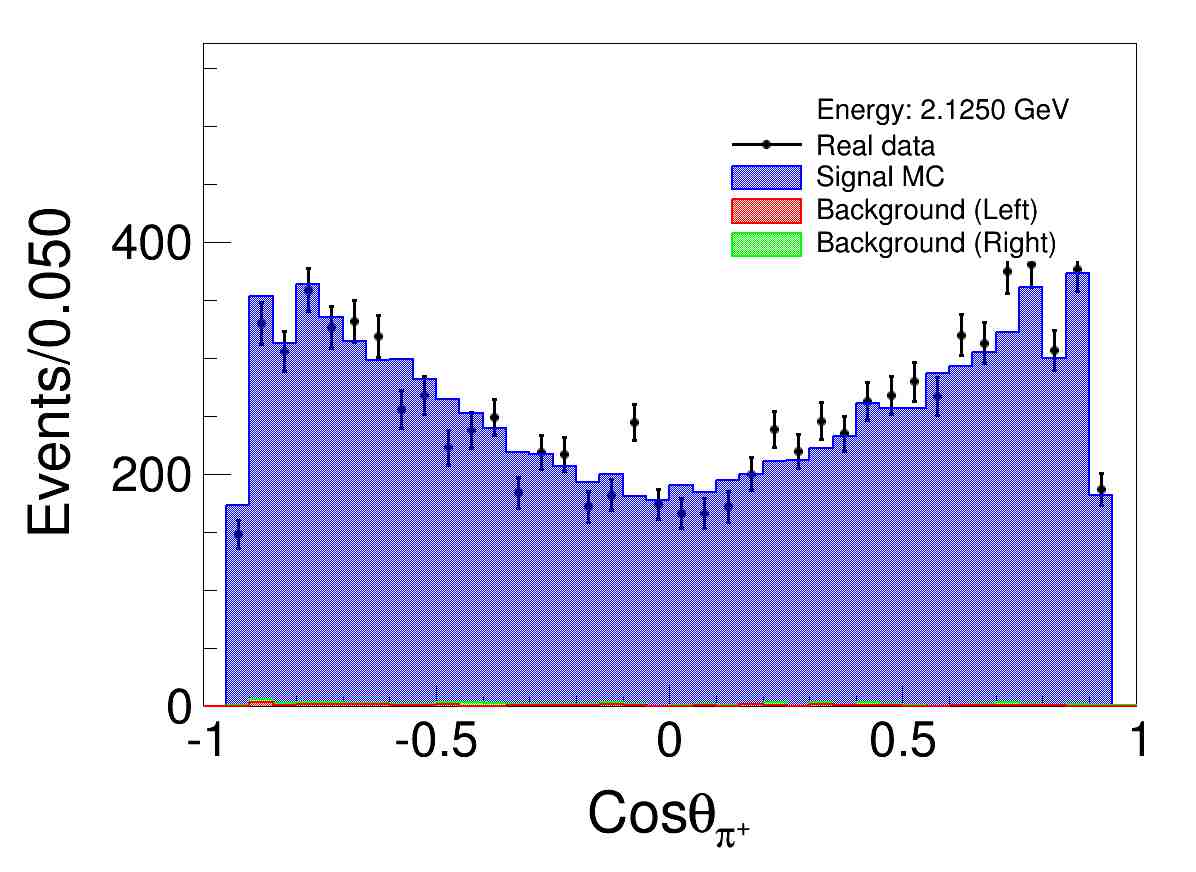 Energy: 2.1250 GeV
Real data
Signal MC
Background (Left)
Background (Right)
Events/0.050
400
200
0
-1
-0.5
0
0.5
1
Cosθπ+